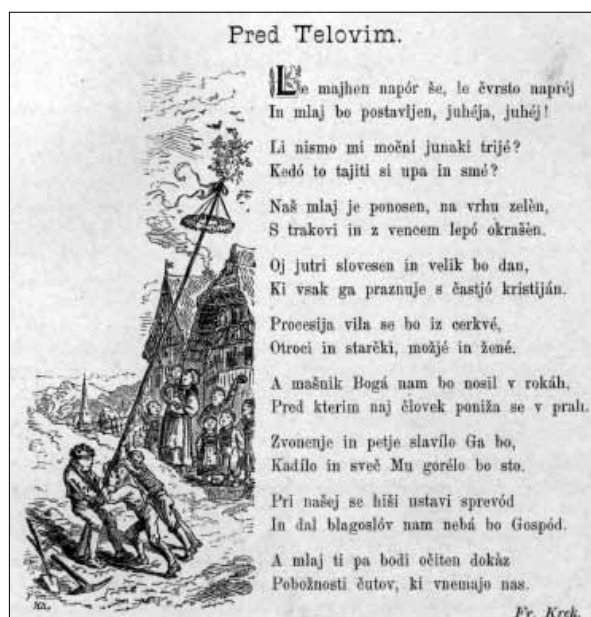 Pred Telovim.
Le majhen napór še, le čvrsto napréj
In mlaj bo postavljen, juhéja, juhéj!
Li nismo mi močni junaki trijé?
Kedó to tajiti si upa in smé?
Naš mlaj je ponosen, na vrhu zelèn,
S trakovi in z vencem lepó okrašèn.
Oj jutri slovesen in velik bo dan,
Ki vsak ga praznuje s častjó kristiján.
Procesija vila se bo iz cerkvé,
Otroci in starčki, možjé in žené.
A mašnik Bogá nam bo nosil v rokáh,
Pred kterim naj človek poniža se v prah.
Zvonenje in petje slavílo Ga bo,
Kadílo in sveč Mu gorélo bo sto.
Pri našej se hiši ustavi sprevód
In dal blagoslóv nam nebá bo Gospód.
A mlaj ti pa bodi očiten dokàz
Pobožnosti čutov, ki vnemajo nas.
Fr. Krek.